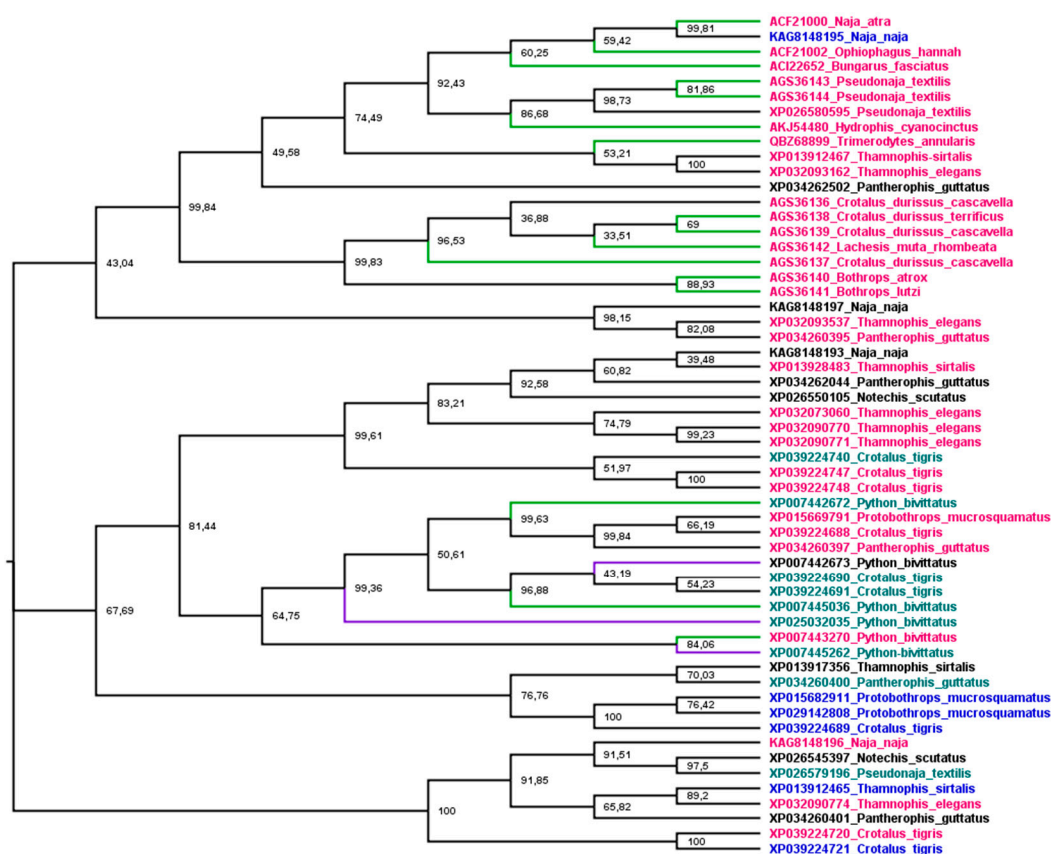 ACF21000_Naja_atra
99,81
KAG8148195_Naja_naja
59,42
ACF21002_Ophiophagus_hannah
60,25
ACI22652_Bungarus_fasciatus
92,43
AGS36143_Pseudonaja_textilis
81,86
AGS36144_Pseudonaja_textilis
98,73
XP026580595_Pseudonaja_textilis
86,68
74,49
AKJ54480_Hydrophis_cyanocinctus
QBZ68899_Trimerodytes_annularis
53,21
XP013912467_Thamnophis-sirtalis
49,58
100
XP032093162_Thamnophis_elegans
XP034262502_Pantherophis_guttatus
AGS36136_Crotalus_durissus_cascavella
99,84
36,88
AGS36138_Crotalus_durissus_terrificus
69
AGS36139_Crotalus_durissus_cascavella
33,51
96,53
AGS36142_Lachesis_muta_rhombeata
99,83
AGS36137_Crotalus_durissus_cascavella
43,04
AGS36140_Bothrops_atrox
88,93
AGS36141_Bothrops_lutzi
KAG8148197_Naja_naja
98,15
XP032093537_Thamnophis_elegans
82,08
XP034260395_Pantherophis_guttatus
KAG8148193_Naja_naja
39,48
XP013928483_Thamnophis_sirtalis
60,82
XP034262044_Pantherophis_guttatus
92,58
XP026550105_Notechis_scutatus
83,21
XP032073060_Thamnophis_elegans
74,79
XP032090770_Thamnophis_elegans
99,23
99,61
XP032090771_Thamnophis_elegans
XP039224740_Crotalus_tigris
51,97
XP039224747_Crotalus_tigris
100
XP039224748_Crotalus_tigris
XP007442672_Python_bivittatus
99,63
XP015669791_Protobothrops_mucrosquamatus
66,19
81,44
XP039224688_Crotalus_tigris
99,84
XP034260397_Pantherophis_guttatus
50,61
XP007442673_Python_bivittatus
43,19
XP039224690_Crotalus_tigris
54,23
99,36
96,88
XP039224691_Crotalus_tigris
XP007445036_Python_bivittatus
67,69
64,75
XP025032035_Python_bivittatus
XP007443270_Python_bivittatus
84,06
XP007445262_Python-bivittatus
XP013917356_Thamnophis_sirtalis
70,03
XP034260400_Pantherophis_guttatus
76,76
XP015682911_Protobothrops_mucrosquamatus
76,42
XP029142808_Protobothrops_mucrosquamatus
100
XP039224689_Crotalus_tigris
KAG8148196_Naja_naja
91,51
XP026545397_Notechis_scutatus
97,5
XP026579196_Pseudonaja_textilis
91,85
XP013912465_Thamnophis_sirtalis
89,2
XP032090774_Thamnophis_elegans
65,82
100
XP034260401_Pantherophis_guttatus
XP039224720_Crotalus_tigris
100
XP039224721_Crotalus_tigris